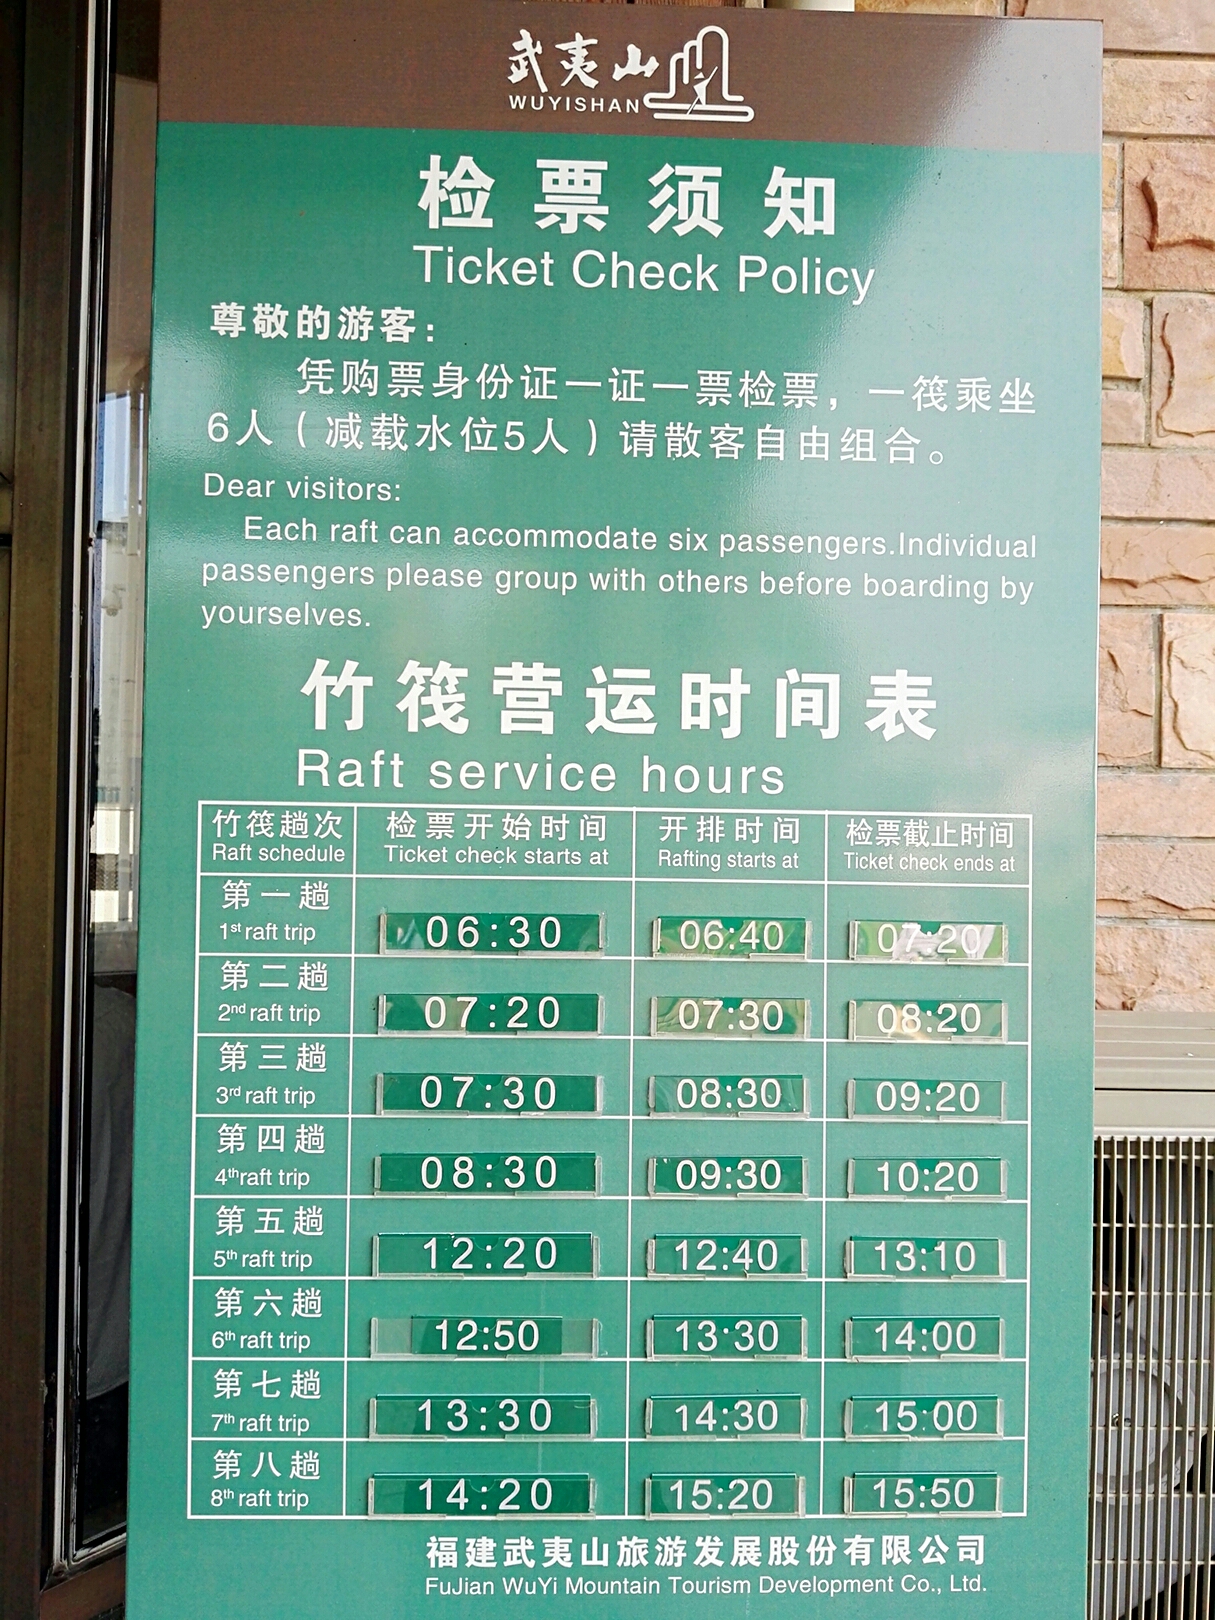 武夷山
WUYISHAN
检票须知
Ticket Check Policy
尊敬的游客：
凭购票身份证一证一票检票，一筏乘坐
6人（减载水位5人）请散客自由组合。
Dear visitors:
Each raft can accommodate six passengers.Individual
passengers please group with others before boarding by
yourselves.
竹筏营运时间表
Raft service hours
竹筏趟次 检票开始时间 开排时间 检票截止时间
Raft schedule Ticket check starts at Rafting starts at Ticket check ends at
第一趟
1st raft trip 06:30 06:40 07:20
第二趟
2nd raft trip 07:20 07:30 08:20
第三趟
3rd raft trip 07:30 08:30 09:20
第四趟
4th raft trip 08:30 09:30 10:20
第五趟
5th raft trip 12:20 12:40 13:10
第六趟
6th raft trip 12:50 13:30 14:00
第七趟
7th raft trip 13:30 14:30 15:00
第八趟
8th raft trip 14:20 15:20 15:50
福建武夷山旅游发展股份有限公司
FuJian WuYi Mountain Tourism Development Co., Ltd.